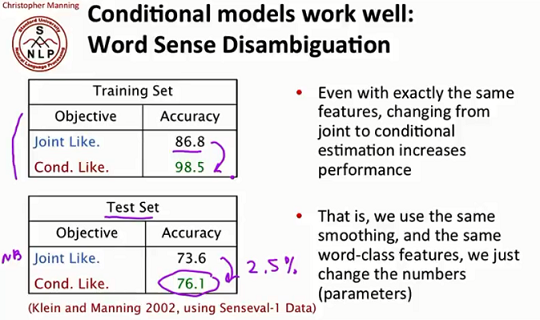 Christopher Manning
Conditional models work well:
Word Sense Disambiguation
Stanford University
S
NLP
Natural Language Processing
Training Set
Objective Accuracy
Joint Like. 86.8
Cond. Like. 98.5
Test Set
Objective Accuracy
NB Joint Like. 73.6
Cond. Like. 76.1
2.5%
(Klein and Manning 2002, using Senseval-1 Data)
• Even with exactly the same
features, changing from
joint to conditional
estimation increases
performance
• That is, we use the same
smoothing, and the same
word-class features, we just
change the numbers
(parameters)